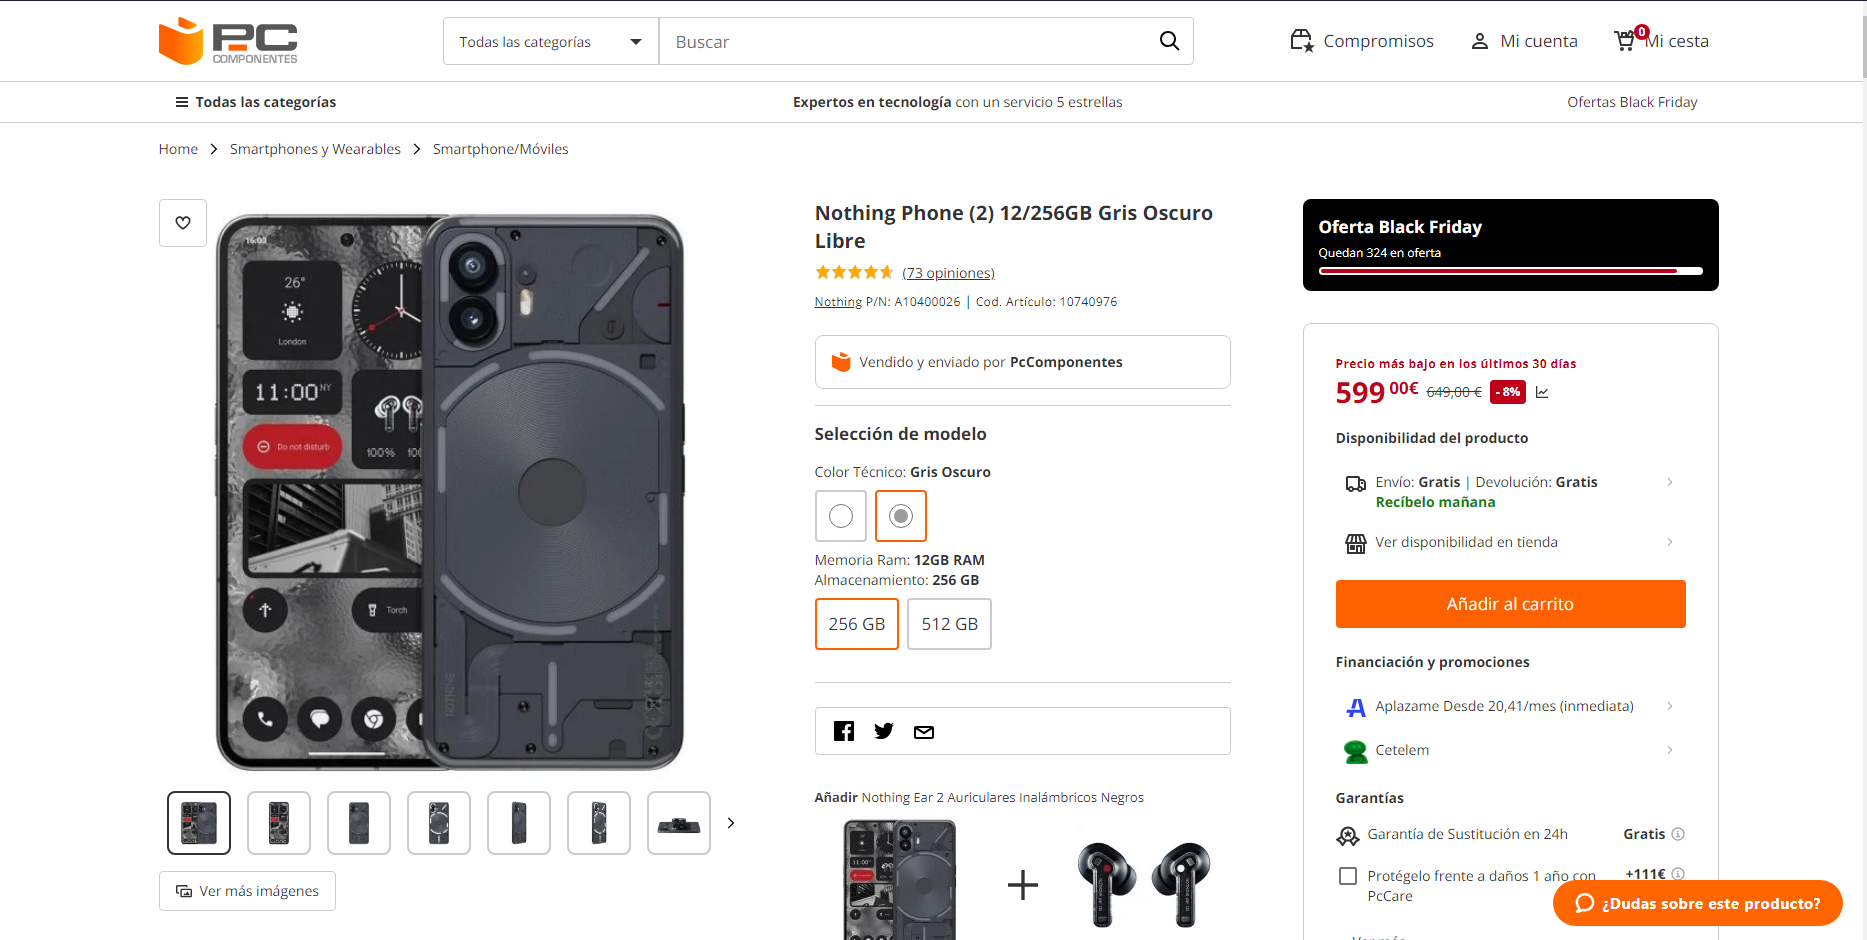 PC
COMPONENTES
Todas las categorías
Buscar
Compromisos
Mi cuenta
0
Mi cesta
Todas las categorías
Expertos en tecnología con un servicio 5 estrellas
Ofertas Black Friday
Home
Smartphones y Wearables
Smartphone/Móviles
16:00
26°
London
11:00 NY
Do not disturb
100%
Torch
NOTHING
Ver más imágenes
Nothing Phone (2) 12/256GB Gris Oscuro
Libre
(73 opiniones)
Nothing P/N: A10400026 | Cod. Artículo: 10740976
Vendido y enviado por PcComponentes
Selección de modelo
Color Técnico: Gris Oscuro
Memoria Ram: 12GB RAM
Almacenamiento: 256 GB
256 GB
512 GB
Añadir Nothing Ear 2 Auriculares Inalámbricos Negros
Oferta Black Friday
Quedan 324 en oferta
Precio más bajo en los últimos 30 días
599 00€ 649,00 € - 8%
Disponibilidad del producto
Envío: Gratis | Devolución: Gratis
Recíbelo mañana
Ver disponibilidad en tienda
Añadir al carrito
Financiación y promociones
Aplazame Desde 20,41/mes (inmediata)
Cetelem
Garantías
Garantía de Sustitución en 24h
Gratis
Protégelo frente a daños 1 año con
PcCare
+111€
¿Dudas sobre este producto?